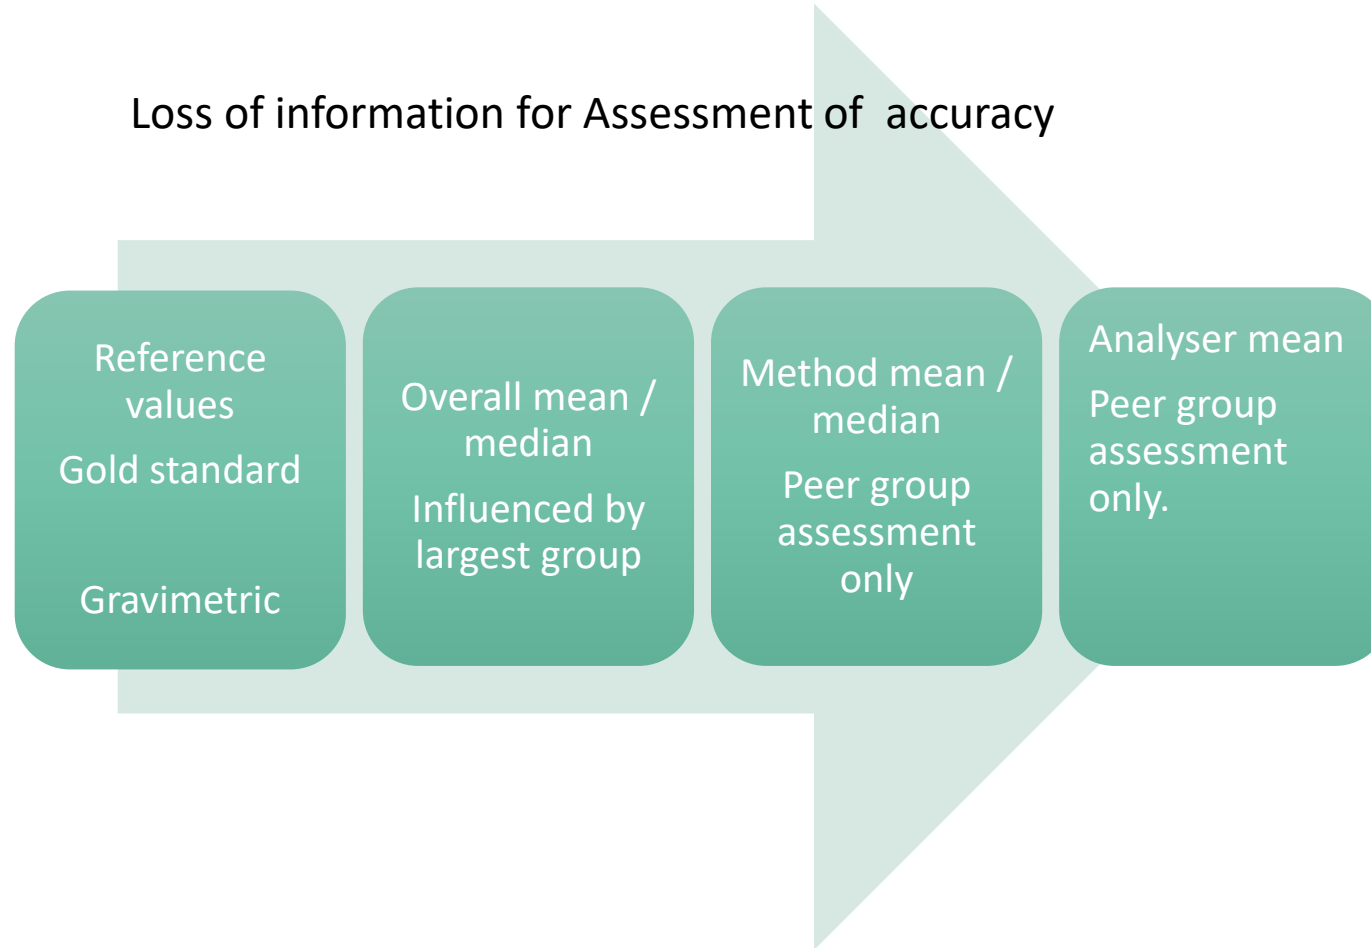 Loss of information for Assessment of  accuracy
Reference
values
Gold standard
Gravimetric
Overall mean /
median
Influenced by
largest group
Method mean /
median
Peer group
assessment
only
Analyser mean
Peer group
assessment
only.